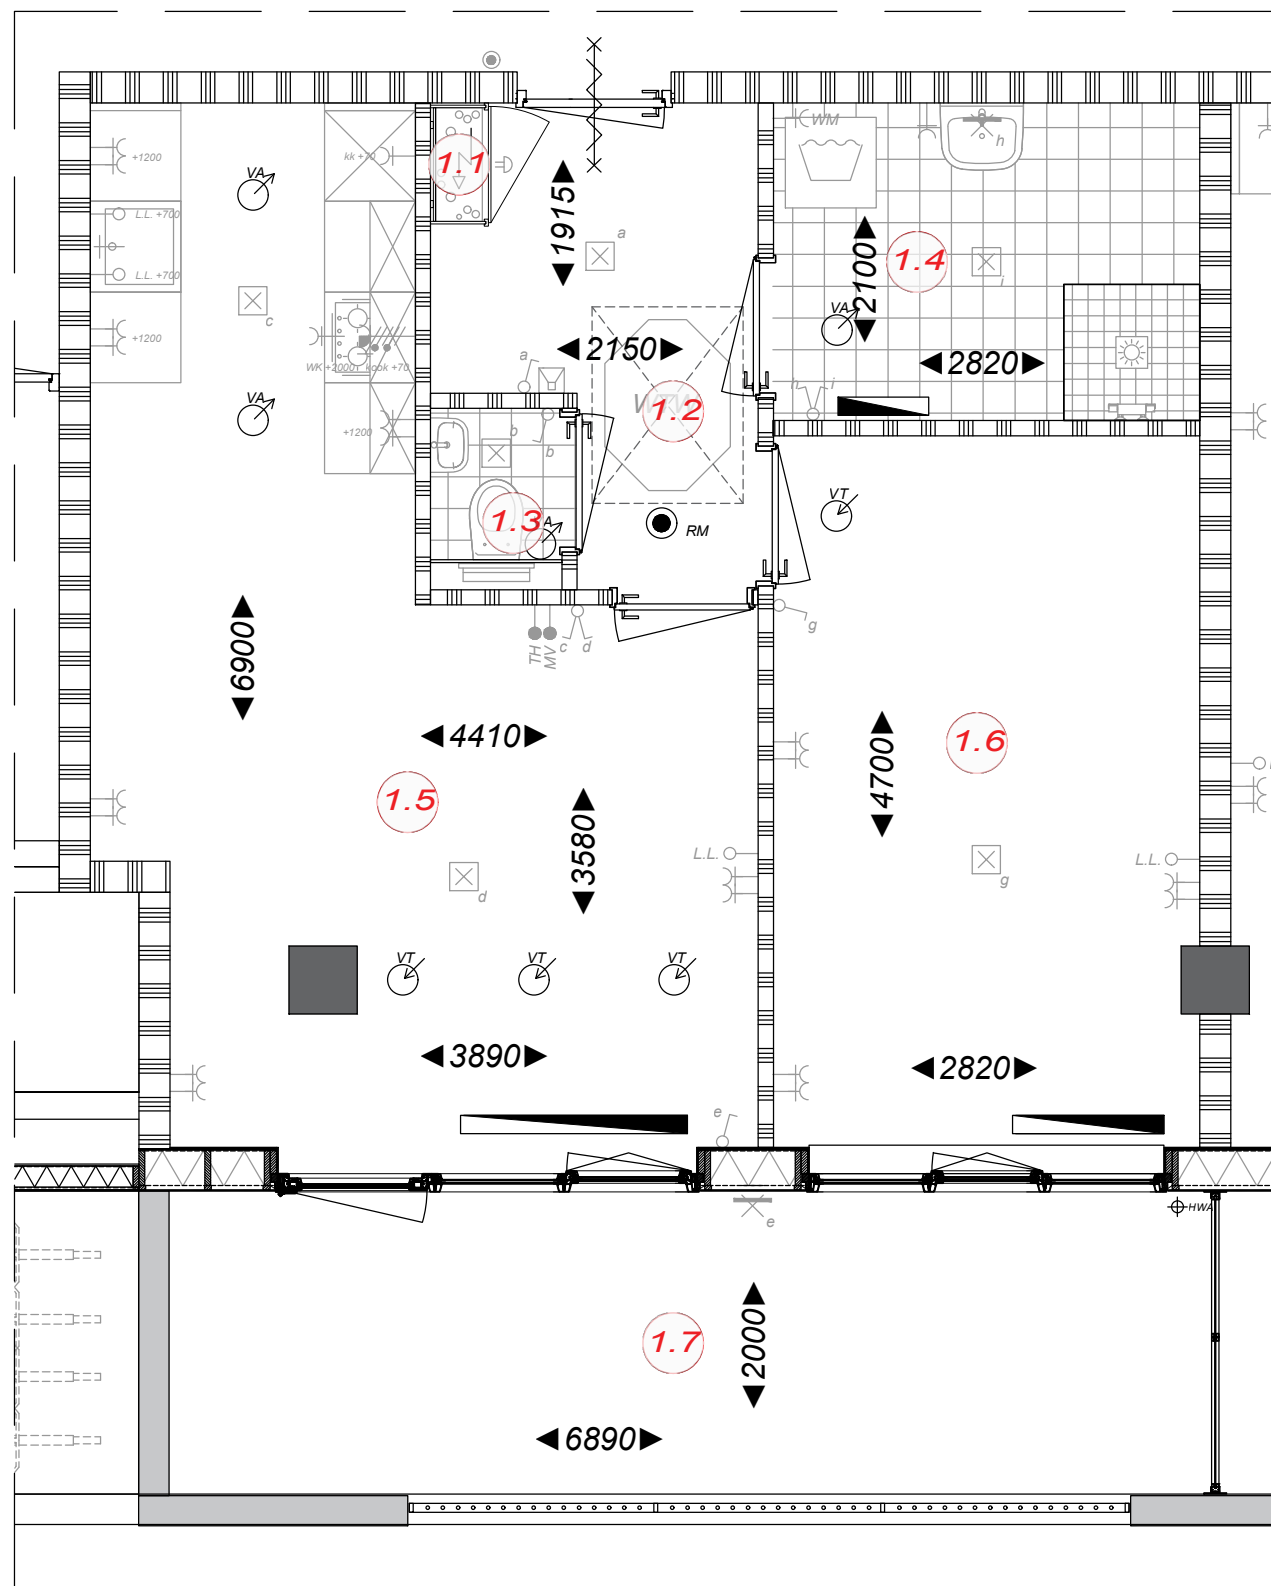 WM
h
kk +70
+1200
1.1
VA
1915
L.L. +700
a
1.4
2100
i
L.L. +700
c
VA
+1200
2150
2820
WK +2000
kook +70
a
h
i
1.2
VA
+1200
b
b
VT
1.3
RM
g
TH
MV
c
d
6900
4410
1.6
4700
1.5
3580
L.L.
L.L.
d
g
VT
VT
VT
3890
2820
e
HWA
e
1.7
2000
6890